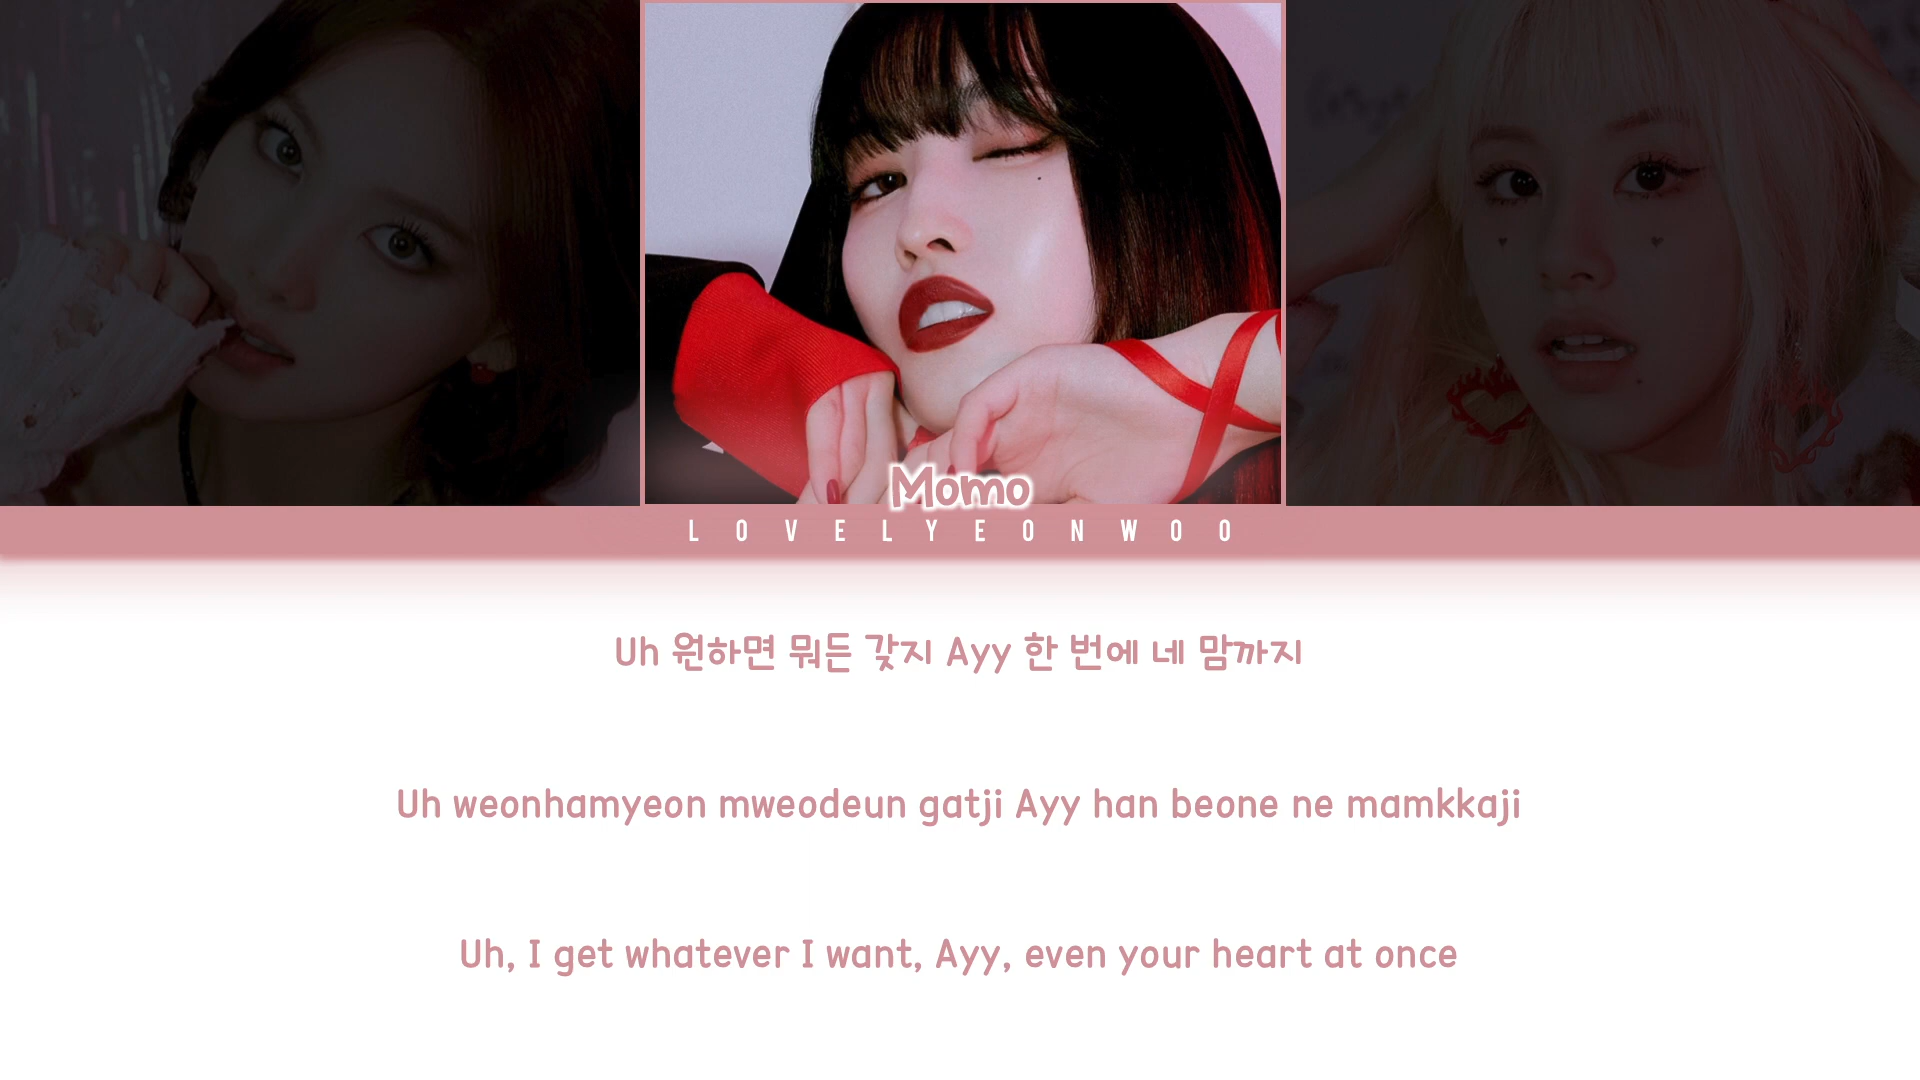 Momo
LOVELYEONWOO
Uh 원하면 뭐든 갖지 Ayy 한 번에 네 맘까지
Uh weonhamyeon mweodeun gatji Ayy han beone ne mamkkaji
Uh, I get whatever I want, Ayy, even your heart at once